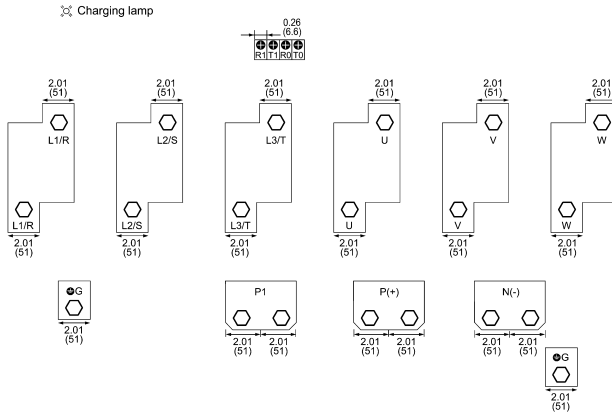 Charging lamp
0.26
(6.6)
R1 T1 R0 T0
2.01 2.01 2.01 2.01 2.01 2.01
(51) (51) (51) (51) (51) (51)
L1/R L2/S L3/T U V W
L1/R L2/S L3/T U V W
2.01 2.01 2.01 2.01 2.01 2.01
(51) (51) (51) (51) (51) (51)
G P1 P(+) N(-)
2.01 2.01 2.01 2.01 2.01 2.01 2.01
(51) (51) (51) (51) (51) (51) (51)
G
2.01
(51)